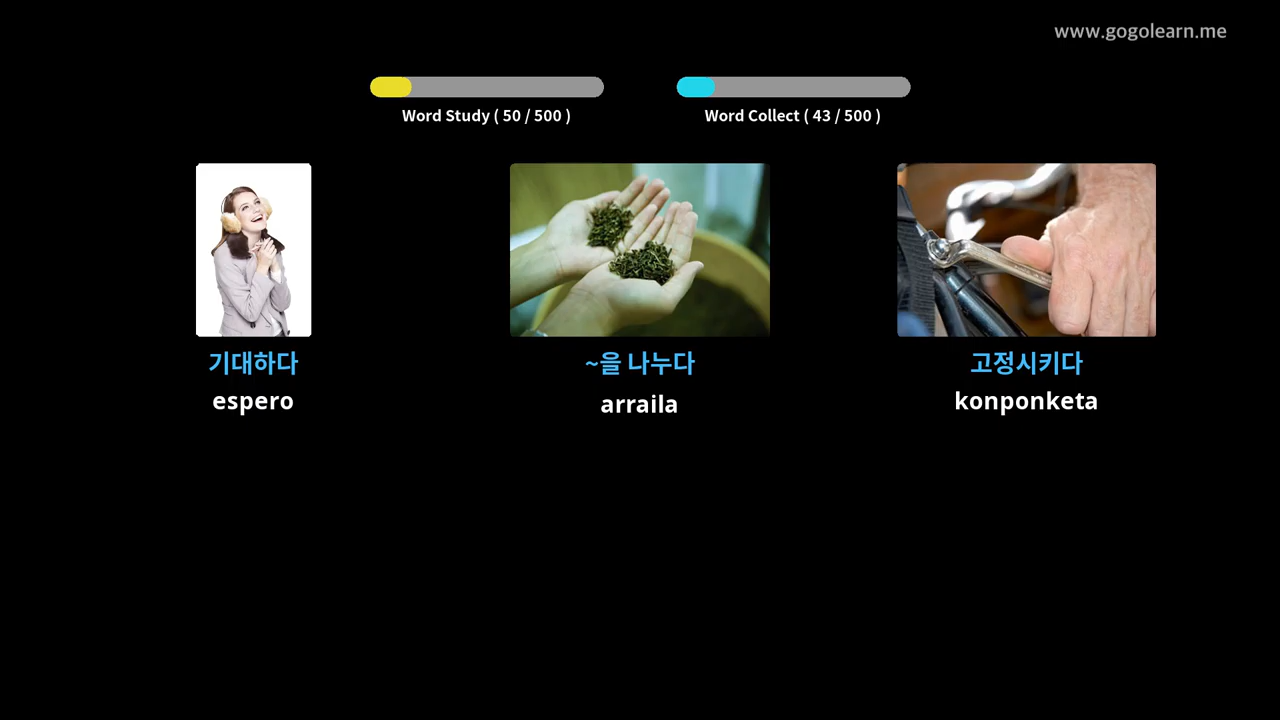 www.gogolearn.me
Word Study ( 50 / 500 )
Word Collect ( 43 / 500 )
기대하다
espero
~을 나누다
arraila
고정시키다
konponketa